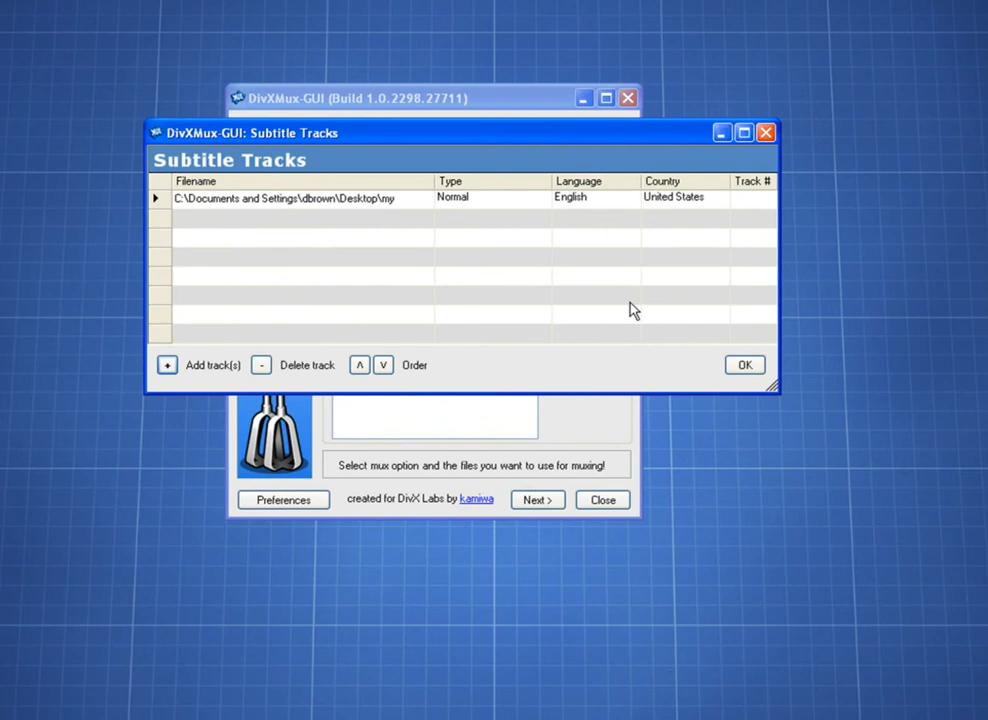 DivXMux-GUI (Build 1.0.2298.27711)
DivXMux-GUI: Subtitle Tracks
Subtitle Tracks
Filename Type Language Country Track #
C:\Documents and Settings\dbrown\Desktop\my Normal English United States
+ Add track(s) - Delete track Λ V Order OK
Select mux option and the files you want to use for muxing!
Preferences created for DivX Labs by kamiwa Next > Close